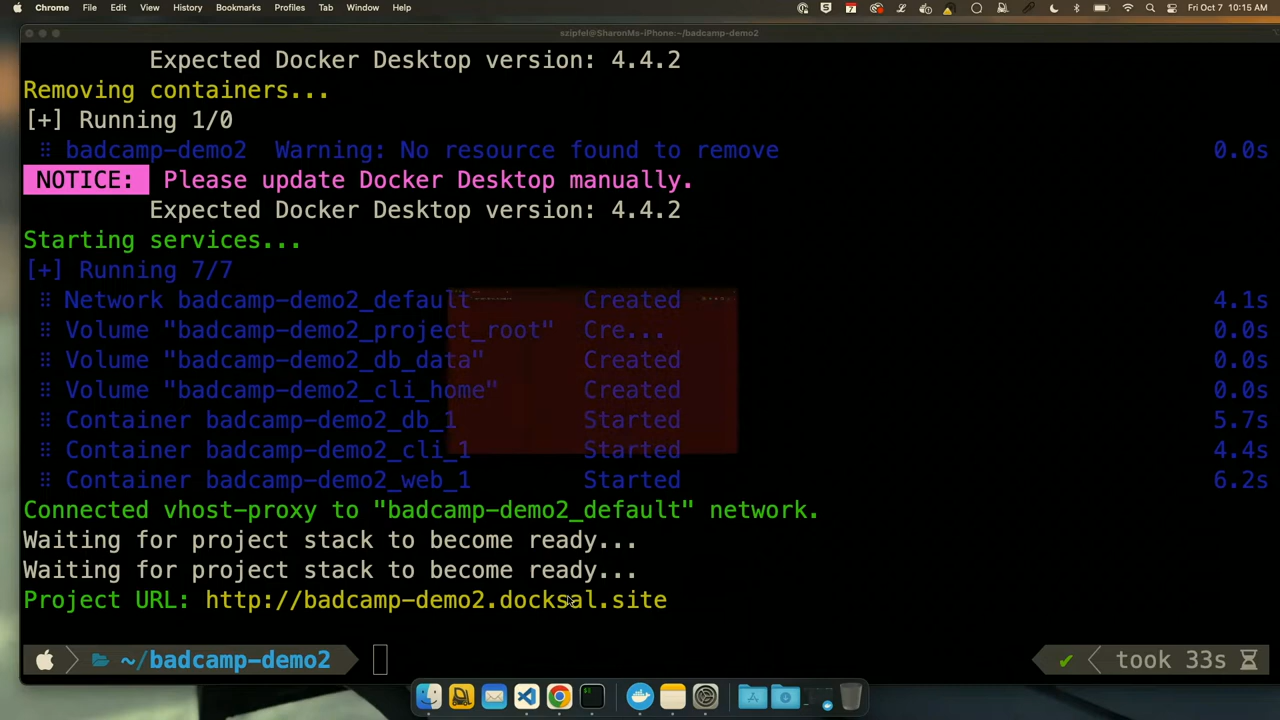 Chrome File Edit View History Bookmarks Profiles Tab Window Help Fri Oct 7 10:15 AM
szipfel@SharonMs-iPhone:~/badcamp-demo2
Expected Docker Desktop version: 4.4.2
Removing containers...
[+] Running 1/0
⠿ badcamp-demo2 Warning: No resource found to remove 0.0s
NOTICE: Please update Docker Desktop manually.
Expected Docker Desktop version: 4.4.2
Starting services...
[+] Running 7/7
⠿ Network badcamp-demo2_default Created 4.1s
⠿ Volume "badcamp-demo2_project_root" Cre... 0.0s
⠿ Volume "badcamp-demo2_db_data" Created 0.0s
⠿ Volume "badcamp-demo2_cli_home" Created 0.0s
⠿ Container badcamp-demo2_db_1 Started 5.7s
⠿ Container badcamp-demo2_cli_1 Started 4.4s
⠿ Container badcamp-demo2_web_1 Started 6.2s
Connected vhost-proxy to "badcamp-demo2_default" network.
Waiting for project stack to become ready...
Waiting for project stack to become ready...
Project URL: http://badcamp-demo2.docksal.site
~/badcamp-demo2 ✔ took 33s